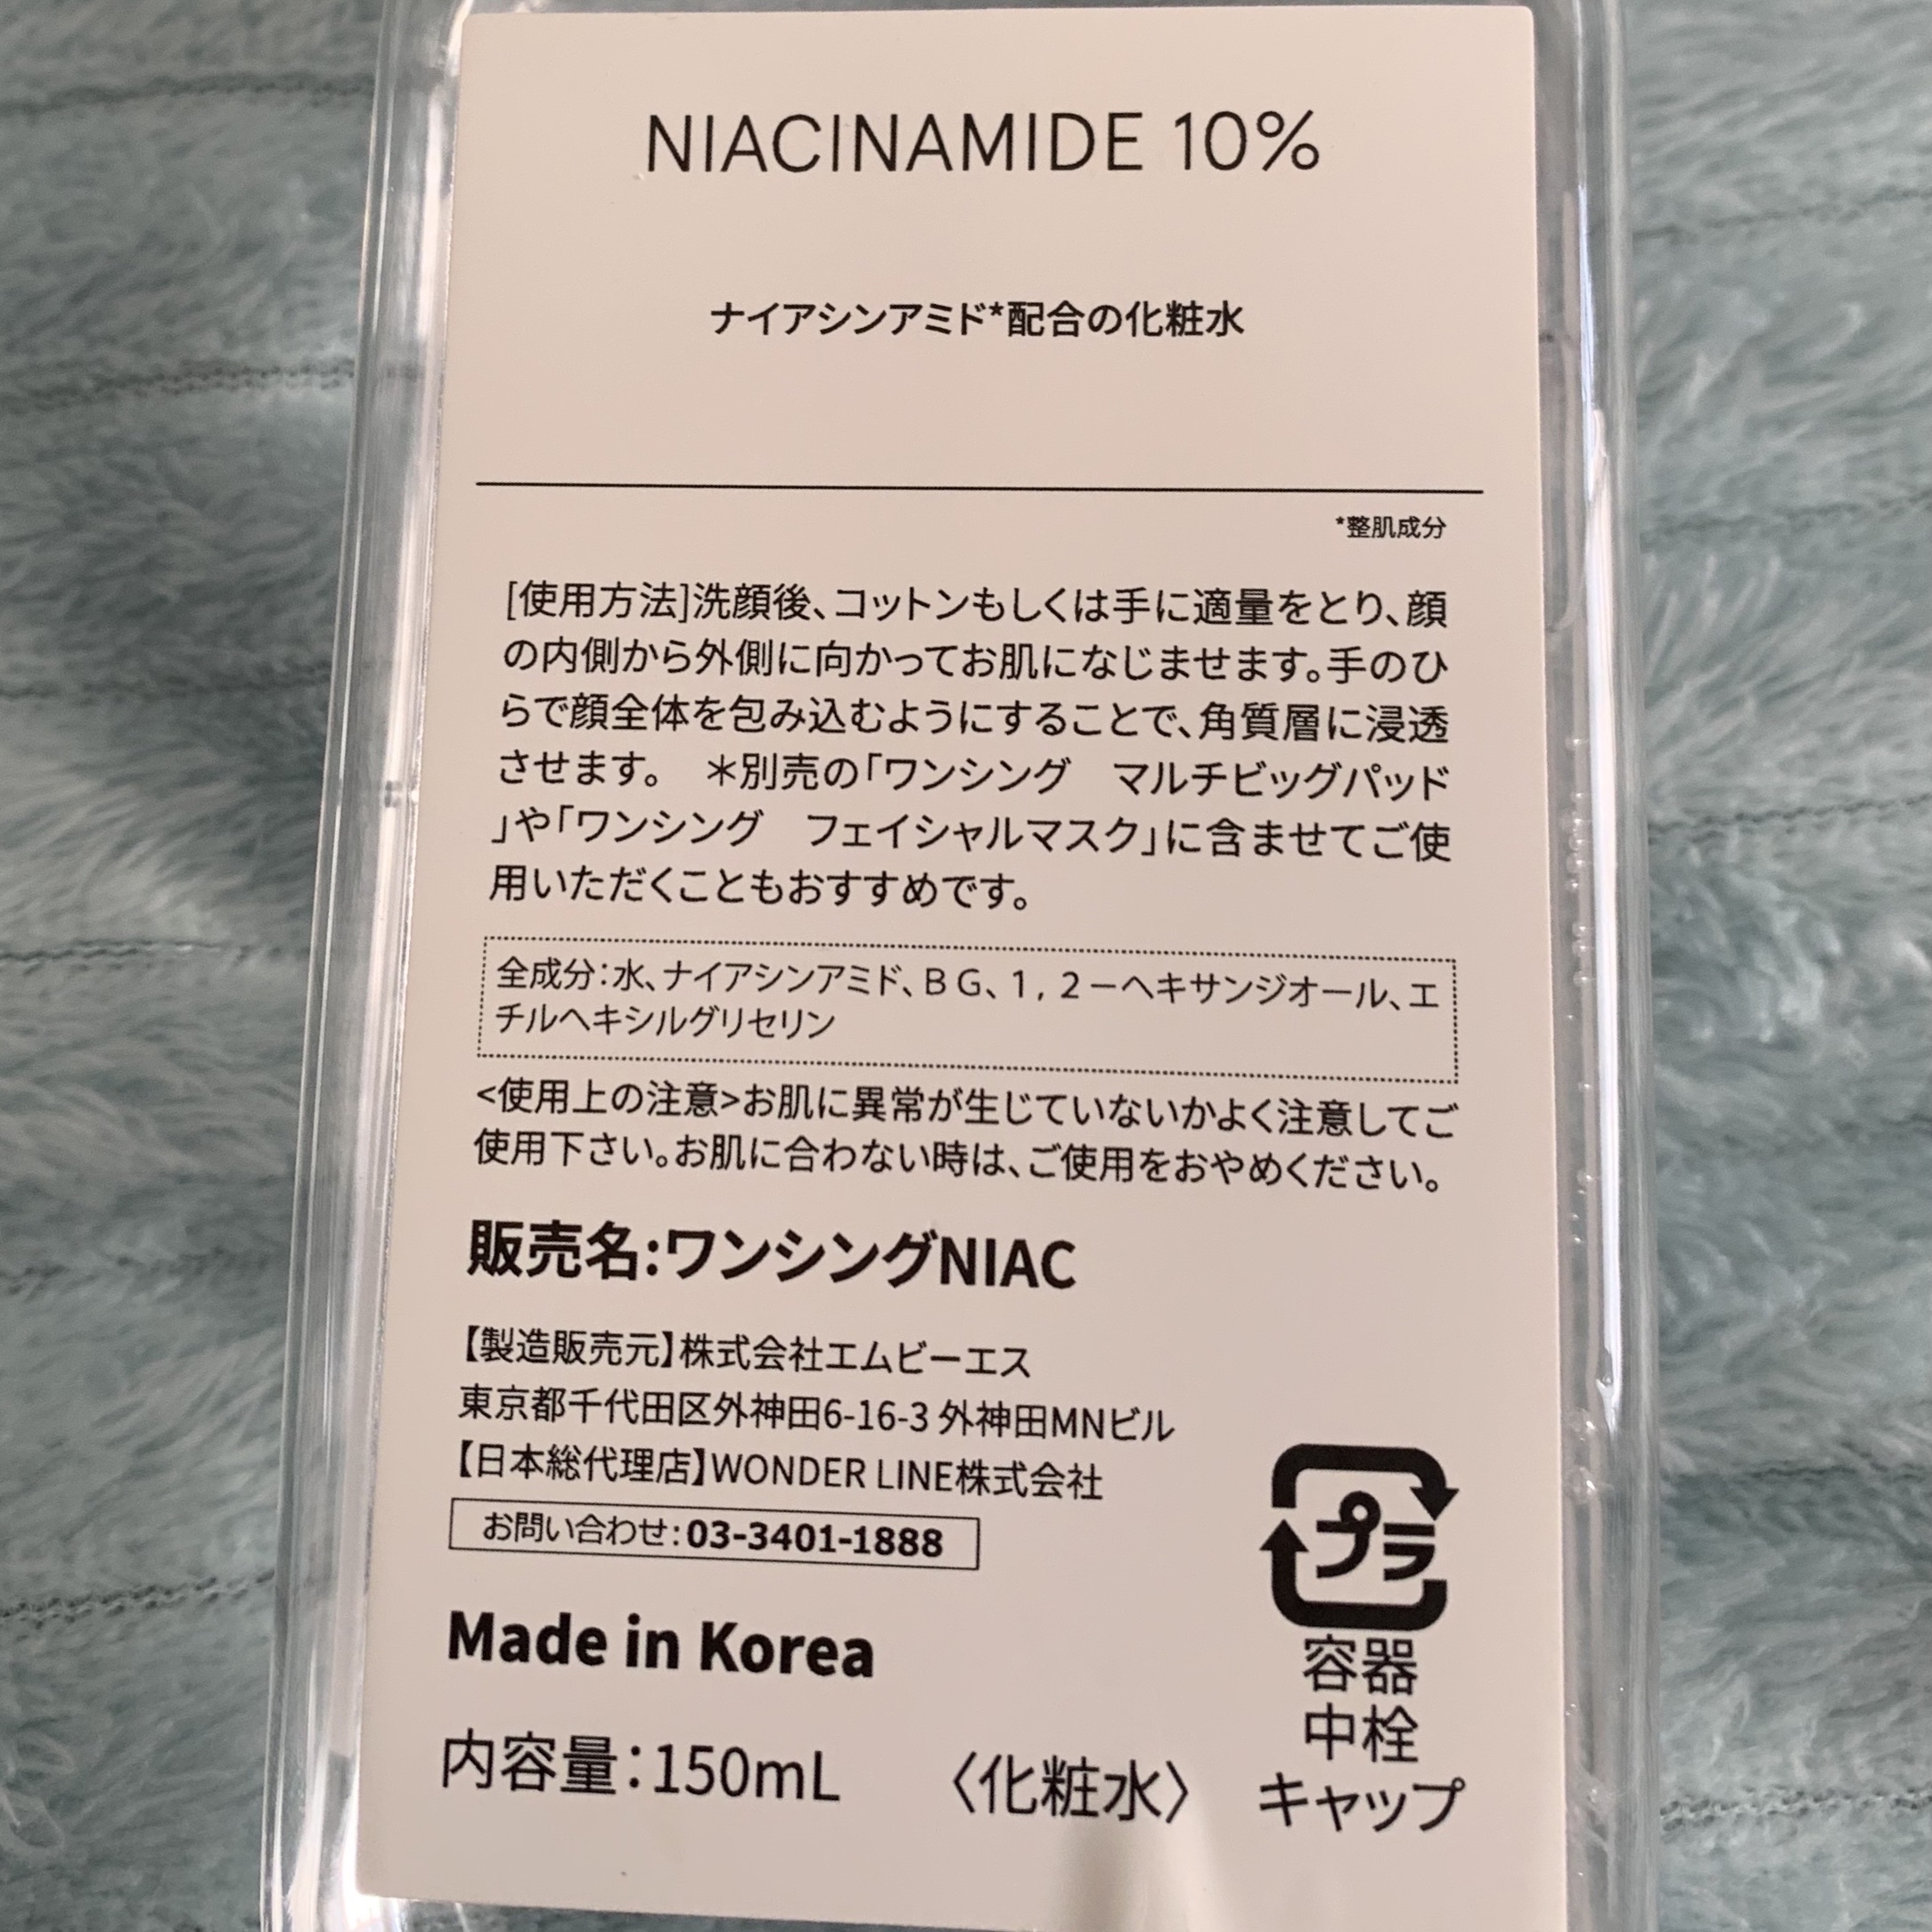 NIACINAMIDE 10%
ナイアシンアミド*配合の化粧水
*整肌成分
[使用方法]洗顔後、コットンもしくは手に適量をとり、顔
の内側から外側に向かってお肌になじませます。手のひ
らで顔全体を包み込むようにすることで、角質層に浸透
させます。　＊別売の「ワンシング　マルチビッグパッド
」や「ワンシング　フェイシャルマスク」に含ませてご使
用いただくこともおすすめです。
全成分：水、ナイアシンアミド、ＢＧ、１，２－ヘキサンジオール、エ
チルヘキシルグリセリン
<使用上の注意>お肌に異常が生じていないかよく注意してご
使用下さい。お肌に合わない時は、ご使用をおやめください。
販売名:ワンシングNIAC
【製造販売元】株式会社エムビーエス
東京都千代田区外神田6-16-3 外神田MNビル
【日本総代理店】WONDER LINE株式会社
お問い合わせ：03-3401-1888
Made in Korea
内容量：150mL　〈化粧水〉
プラ
容器
中栓
キャップ